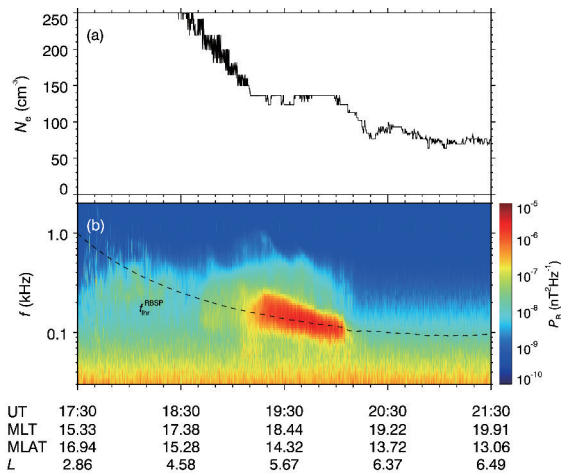 (a)
250
200
150
100
50
0
Ne (cm-3)
(b)
1.0
0.1
f (kHz)
flhr RBSP
10-5
10-6
10-7
10-8
10-9
10-10
PB (nT2Hz-1)
UT 17:30 18:30 19:30 20:30 21:30
MLT 15.33 17.38 18.44 19.22 19.91
MLAT 16.94 15.28 14.32 13.72 13.06
L 2.86 4.58 5.67 6.37 6.49